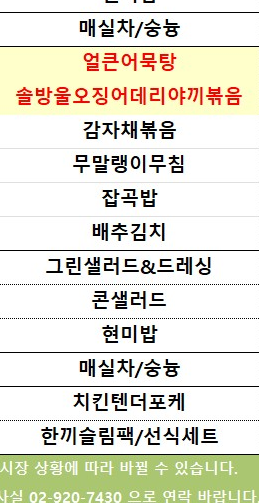 매실차/숭늉
얼큰어묵탕
솔방울오징어데리야끼볶음
감자채볶음
무말랭이무침
잡곡밥
배추김치
그린샐러드&드레싱
콘샐러드
현미밥
매실차/숭늉
치킨텐더포케
한끼슬림팩/선식세트
시장 상황에 따라 바뀔 수 있습니다.
사실 02-920-7430 으로 연락 바랍니다.